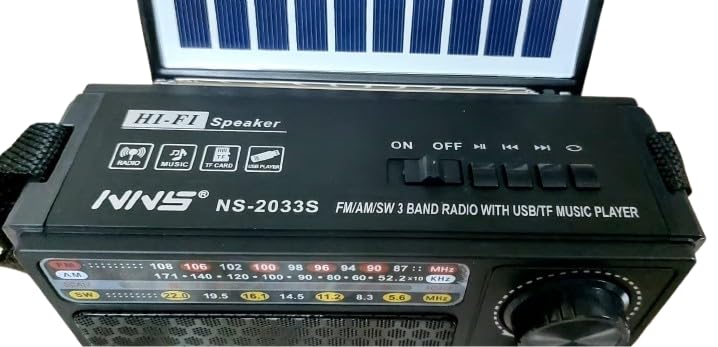 HI-FI Speaker
RADIO MUSIC TF CARD USB PLAYER
ON OFF
NNS® NS-2033S FM/AM/SW 3 BAND RADIO WITH USB/TF MUSIC PLAYER
FM 108 106 102 100 98 96 94 90 87 MHz
AM 171 140 120 100 90 80 60 52.2 x10 KHz
SW 22.0 19.5 16.1 14.5 11.2 8.3 5.6 MHz